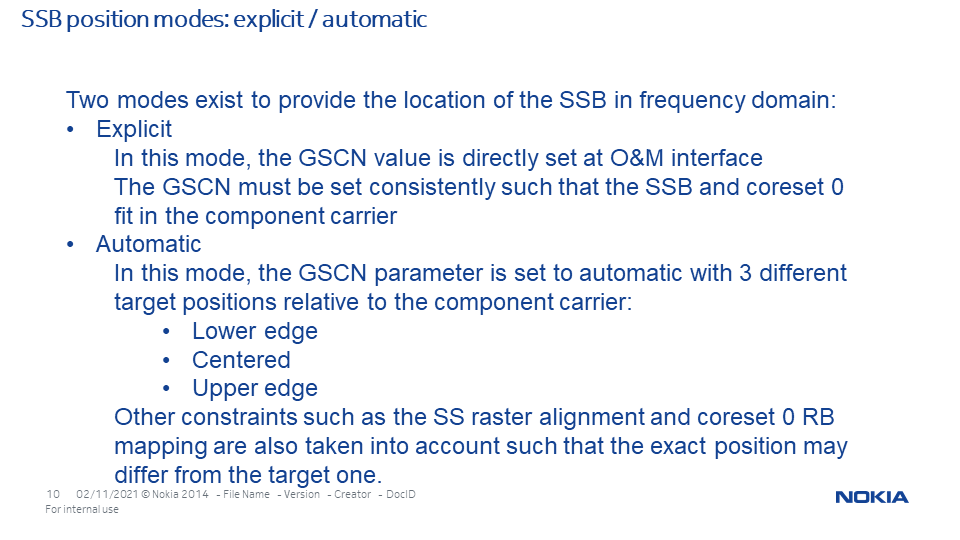 SSB position modes: explicit / automatic
Two modes exist to provide the location of the SSB in frequency domain:
• Explicit
In this mode, the GSCN value is directly set at O&M interface
The GSCN must be set consistently such that the SSB and coreset 0
fit in the component carrier
• Automatic
In this mode, the GSCN parameter is set to automatic with 3 different
target positions relative to the component carrier:
• Lower edge
• Centered
• Upper edge
Other constraints such as the SS raster alignment and coreset 0 RB
mapping are also taken into account such that the exact position may
differ from the target one.
10 02/11/2021 © Nokia 2014 - File Name - Version - Creator - DocID
For internal use
NOKIA